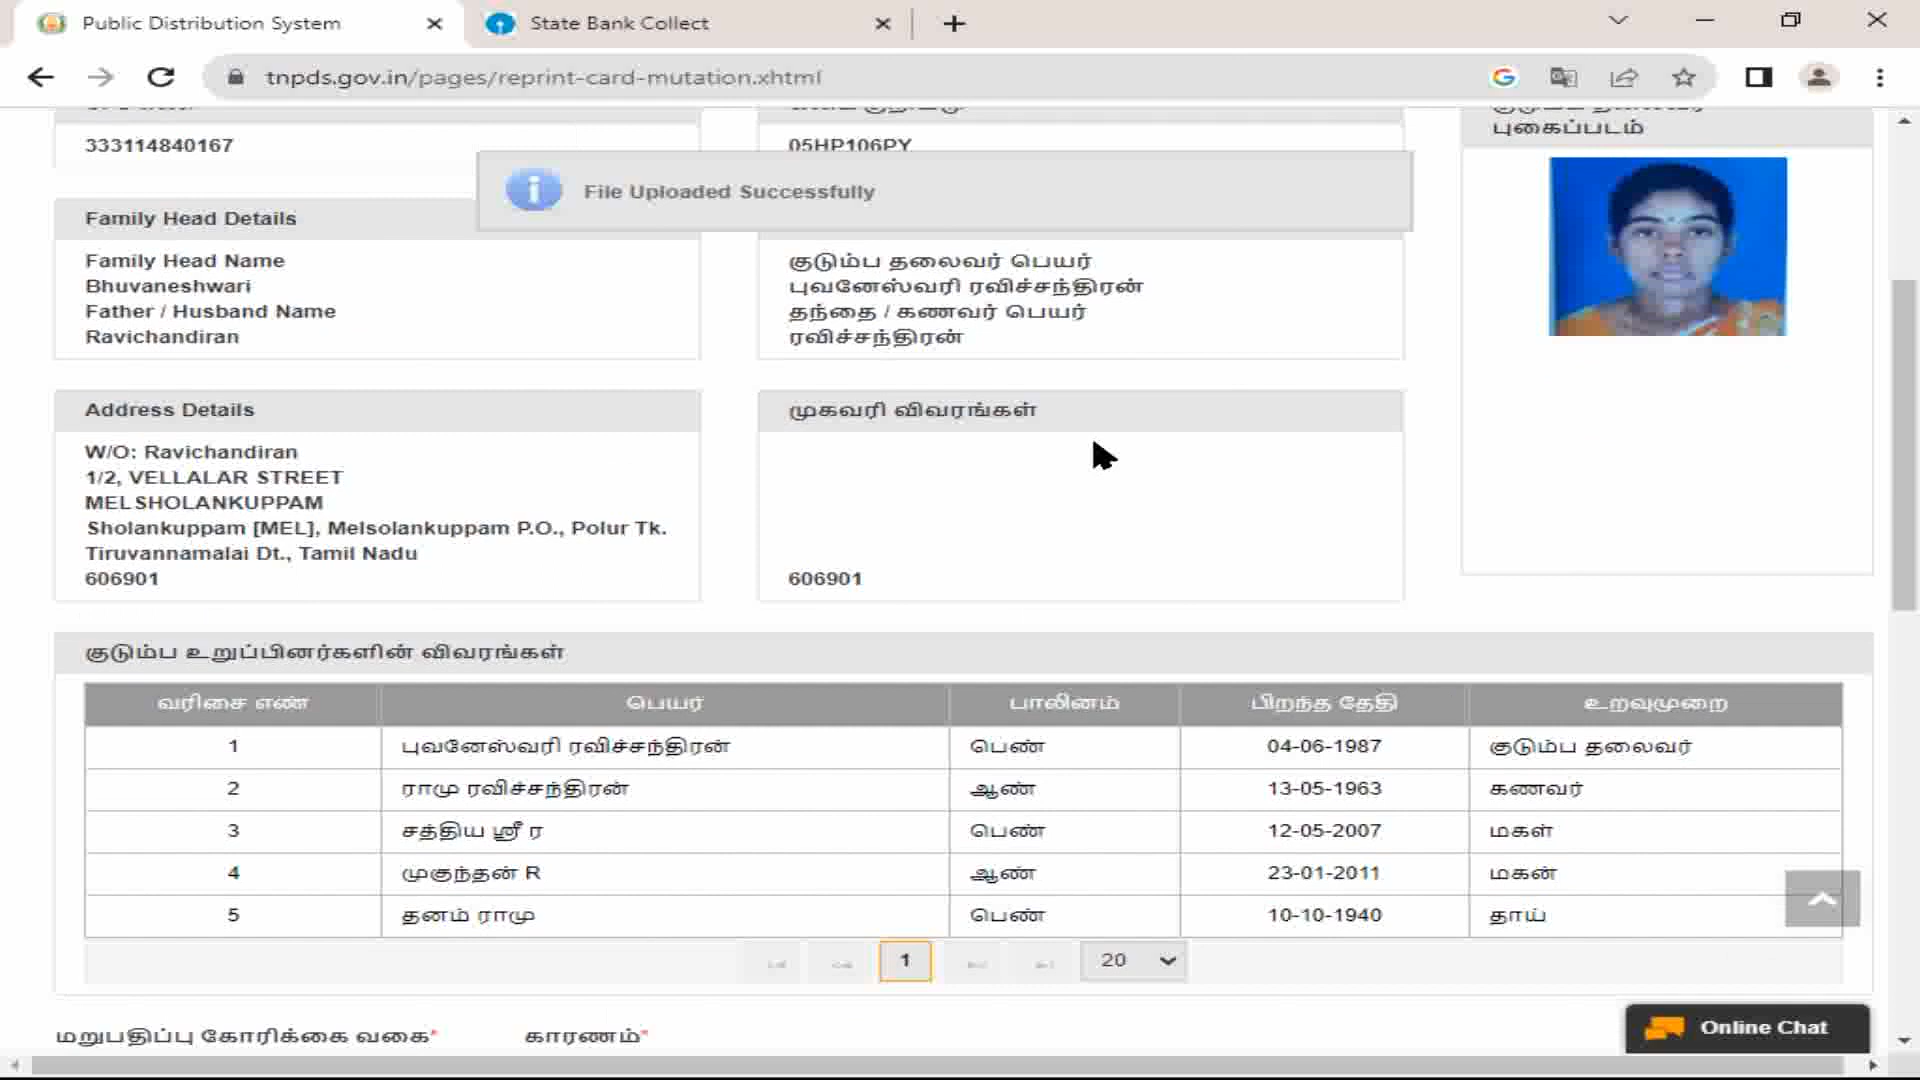 Public Distribution System
State Bank Collect
tnpds.gov.in/pages/reprint-card-mutation.xhtml
333114840167
05HP106PY
புகைப்படம்
File Uploaded Successfully
Family Head Details
Family Head Name
Bhuvaneshwari
Father / Husband Name
Ravichandiran
குடும்ப தலைவர் பெயர்
புவனேஸ்வரி ரவிச்சந்திரன்
தந்தை / கணவர் பெயர்
ரவிச்சந்திரன்
Address Details
W/O: Ravichandiran
1/2, VELLALAR STREET
MELSHOLANKUPPAM
Sholankuppam [MEL], Melsolankuppam P.O., Polur Tk.
Tiruvannamalai Dt., Tamil Nadu
606901
முகவரி விவரங்கள்
606901
குடும்ப உறுப்பினர்களின் விவரங்கள்
வரிசை எண் பெயர் பாலினம் பிறந்த தேதி உறவுமுறை
1 புவனேஸ்வரி ரவிச்சந்திரன் பெண் 04-06-1987 குடும்ப தலைவர்
2 ராமு ரவிச்சந்திரன் ஆண் 13-05-1963 கணவர்
3 சத்திய ஸ்ரீ ர பெண் 12-05-2007 மகள்
4 முகுந்தன் R ஆண் 23-01-2011 மகன்
5 தனம் ராமு பெண் 10-10-1940 தாய்
1 20
மறுபதிப்பு கோரிக்கை வகை* காரணம்*
Online Chat